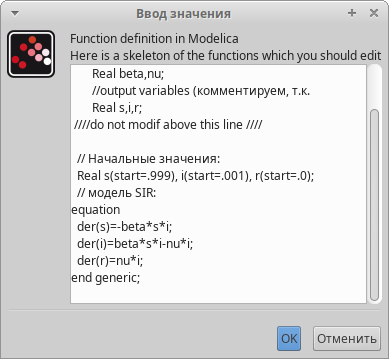 Ввод значения
Function definition in Modelica
Here is a skeleton of the functions which you should edit
Real beta,nu;
//output variables (комментируем, т.к.
Real s,i,r;
////do not modif above this line ////
// Начальные значения:
Real s(start=.999), i(start=.001), r(start=.0);
// модель SIR:
equation
der(s)=-beta*s*i;
der(i)=beta*s*i-nu*i;
der(r)=nu*i;
end generic;
OK
Отменить